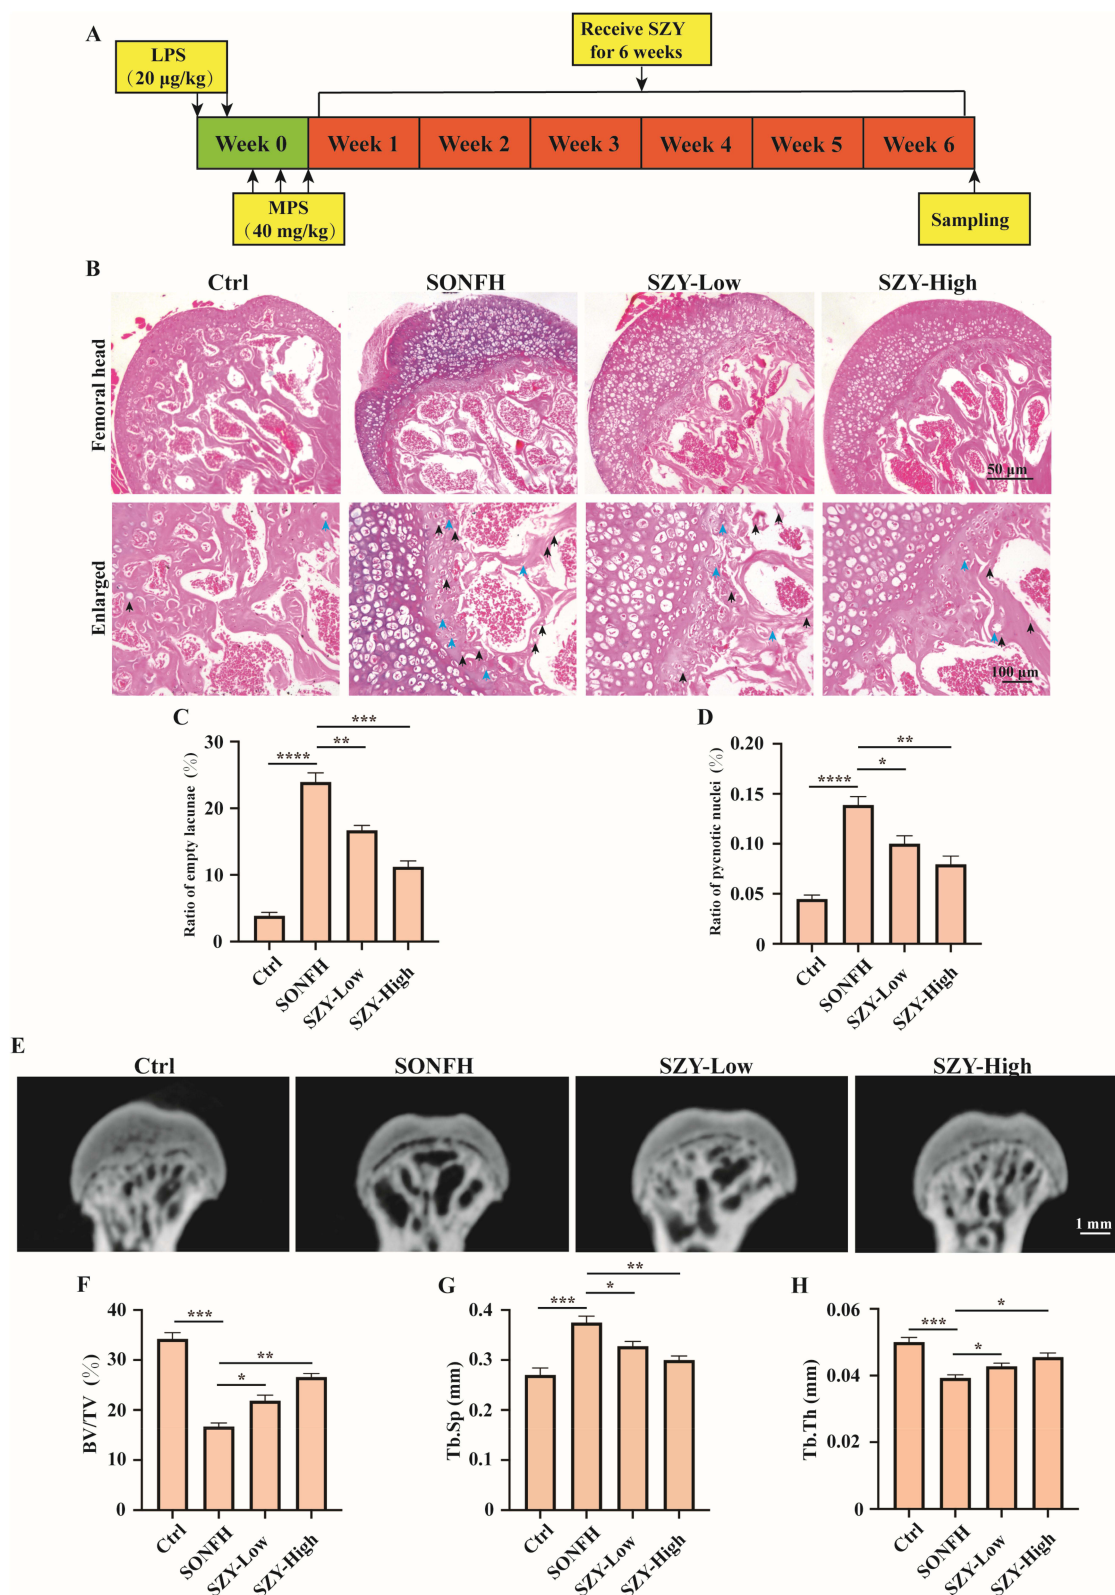 A
LPS
(20 μg/kg)
Receive SZY
for 6 weeks
Week 0
Week 1
Week 2
Week 3
Week 4
Week 5
Week 6
MPS
(40 mg/kg)
Sampling
B
Ctrl
SONFH
SZY-Low
SZY-High
Femoral head
50 μm
Enlarged
100 μm
C
Ratio of empty lacunae (%)
30
20
10
0
****
**
***
Ctrl
SONFH
SZY-Low
SZY-High
D
Ratio of pycnotic nuclei (%)
0.20
0.15
0.10
0.05
0
****
*
**
Ctrl
SONFH
SZY-Low
SZY-High
E
Ctrl
SONFH
SZY-Low
SZY-High
1 mm
F
BV/TV (%)
40
30
20
10
0
***
*
**
Ctrl
SONFH
SZY-Low
SZY-High
G
Tb.Sp (mm)
0.4
0.3
0.4
0.2
0
***
*
**
Ctrl
SONFH
SZY-Low
SZY-High
H
Tb.Th (mm)
0.06
0.04
0.02
0
***
*
*
Ctrl
SONFH
SZY-Low
SZY-High